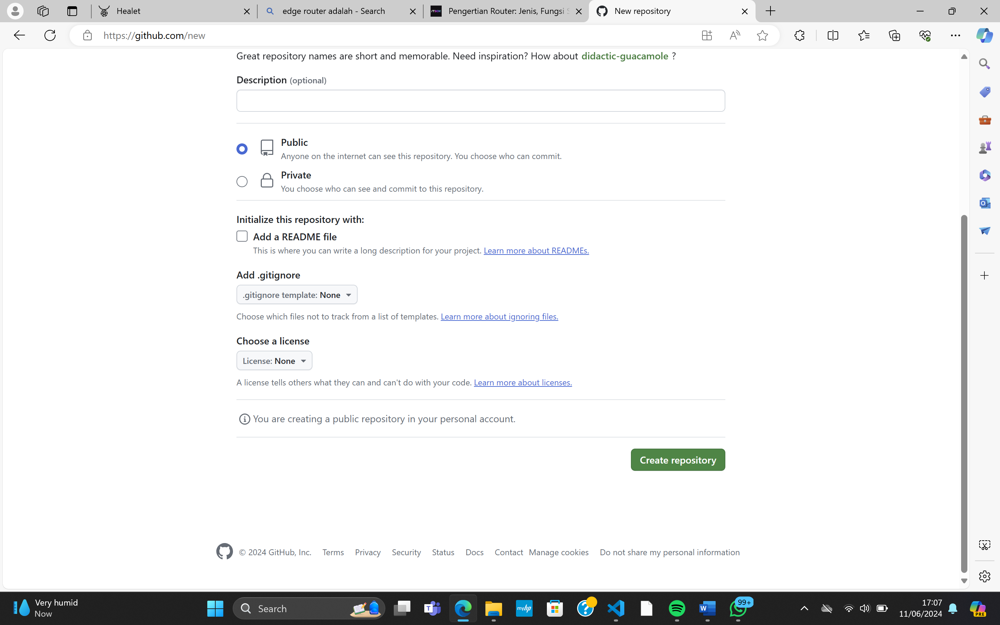 Healet
edge router adalah - Search
Pengertian Router: Jenis, Fungsi
New repository
https://github.com/new
Great repository names are short and memorable. Need inspiration? How about didactic-guacamole ?
Description (optional)
Public
Anyone on the internet can see this repository. You choose who can commit.
Private
You choose who can see and commit to this repository.
Initialize this repository with:
Add a README file
This is where you can write a long description for your project. Learn more about READMEs.
Add .gitignore
.gitignore template: None
Choose which files not to track from a list of templates. Learn more about ignoring files.
Choose a license
License: None
A license tells others what they can and can't do with your code. Learn more about licenses.
You are creating a public repository in your personal account.
Create repository
© 2024 GitHub, Inc. Terms Privacy Security Status Docs Contact Manage cookies Do not share my personal information
Very humid
Now
Search
myhp
99+
17:07
11/06/2024
PRE